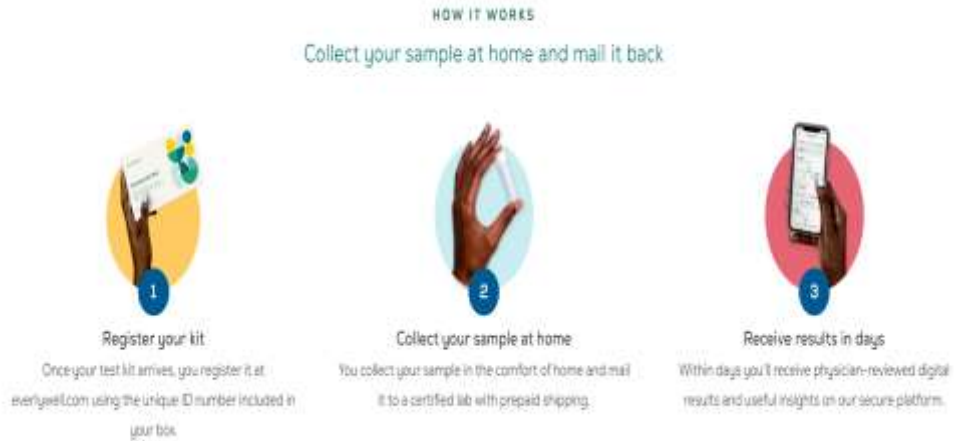 HOW IT WORKS
Collect your sample at home and mail it back
1
Register your kit
Once your test kit arrives, you register it at
everlywell.com using the unique ID number included in
your box.
2
Collect your sample at home
You collect your sample in the comfort of home and mail
it to a certified lab with prepaid shipping.
3
Receive results in days
Within days you'll receive physician-reviewed digital
results and useful insights on our secure platform.